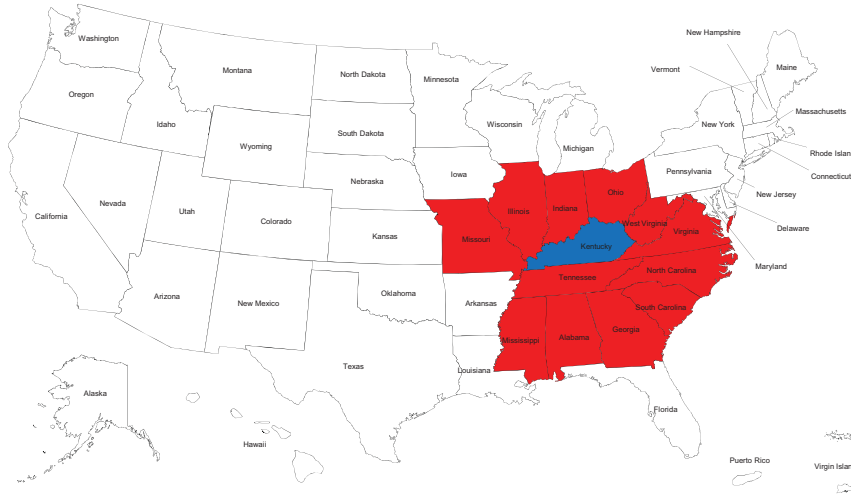 New Hampshire
Washington
Maine
Vermont
Montana
North Dakota
Minnesota
Oregon
Massachusetts
Idaho
Wisconsin
New York
South Dakota
Wyoming
Michigan
Rhode Islan
Pennsylvania
Iowa
Connecticut
Nebraska
Ohio
New Jersey
Nevada
Utah
Illinois
Indiana
California
Colorado
West Virginia
Delaware
Kansas
Missouri
Virginia
Kentucky
Maryland
North Carolina
Tennessee
Arizona
Oklahoma
New Mexico
Arkansas
South Carolina
Georgia
Mississippi
Alabama
Texas
Louisiana
Alaska
Florida
Hawaii
Puerto Rico
Virgin Islan